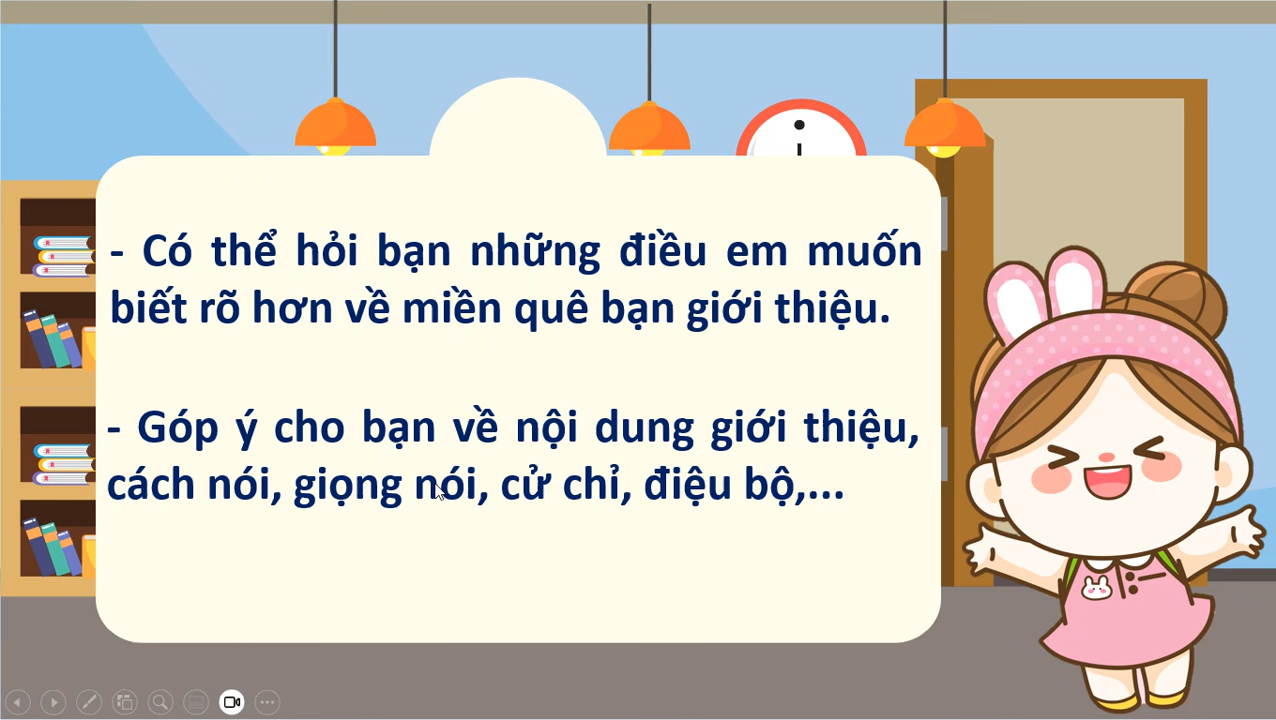 - Có thể hỏi bạn những điều em muốn
biết rõ hơn về miền quê bạn giới thiệu.
- Góp ý cho bạn về nội dung giới thiệu,
cách nói, giọng nói, cử chỉ, điệu bộ,...